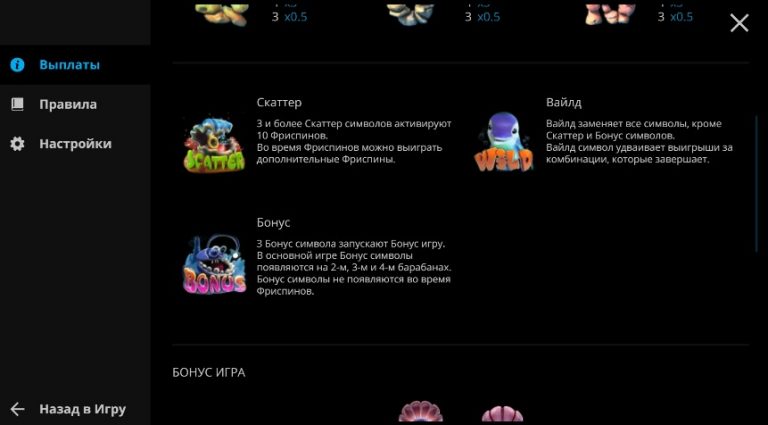 3 x0.5
3 x0.5
3 x0.5
Выплаты
Правила
Настройки
Скаттер
3 и более Скаттер символов активируют
10 Фриспинов.
Во время Фриспинов можно выиграть
дополнительные Фриспины.
SCATTER
Вайлд
Вайлд заменяет все символы, кроме
Скаттер и Бонус символов.
Вайлд символ удваивает выигрыши за
комбинации, которые завершает.
WILD
Бонус
3 Бонус символа запускают Бонус игру.
В основной игре Бонус символы
появляются на 2-м, 3-м и 4-м барабанах.
Бонус символы не появляются во время
Фриспинов.
BONUS
БОНУС ИГРА
Назад в Игру